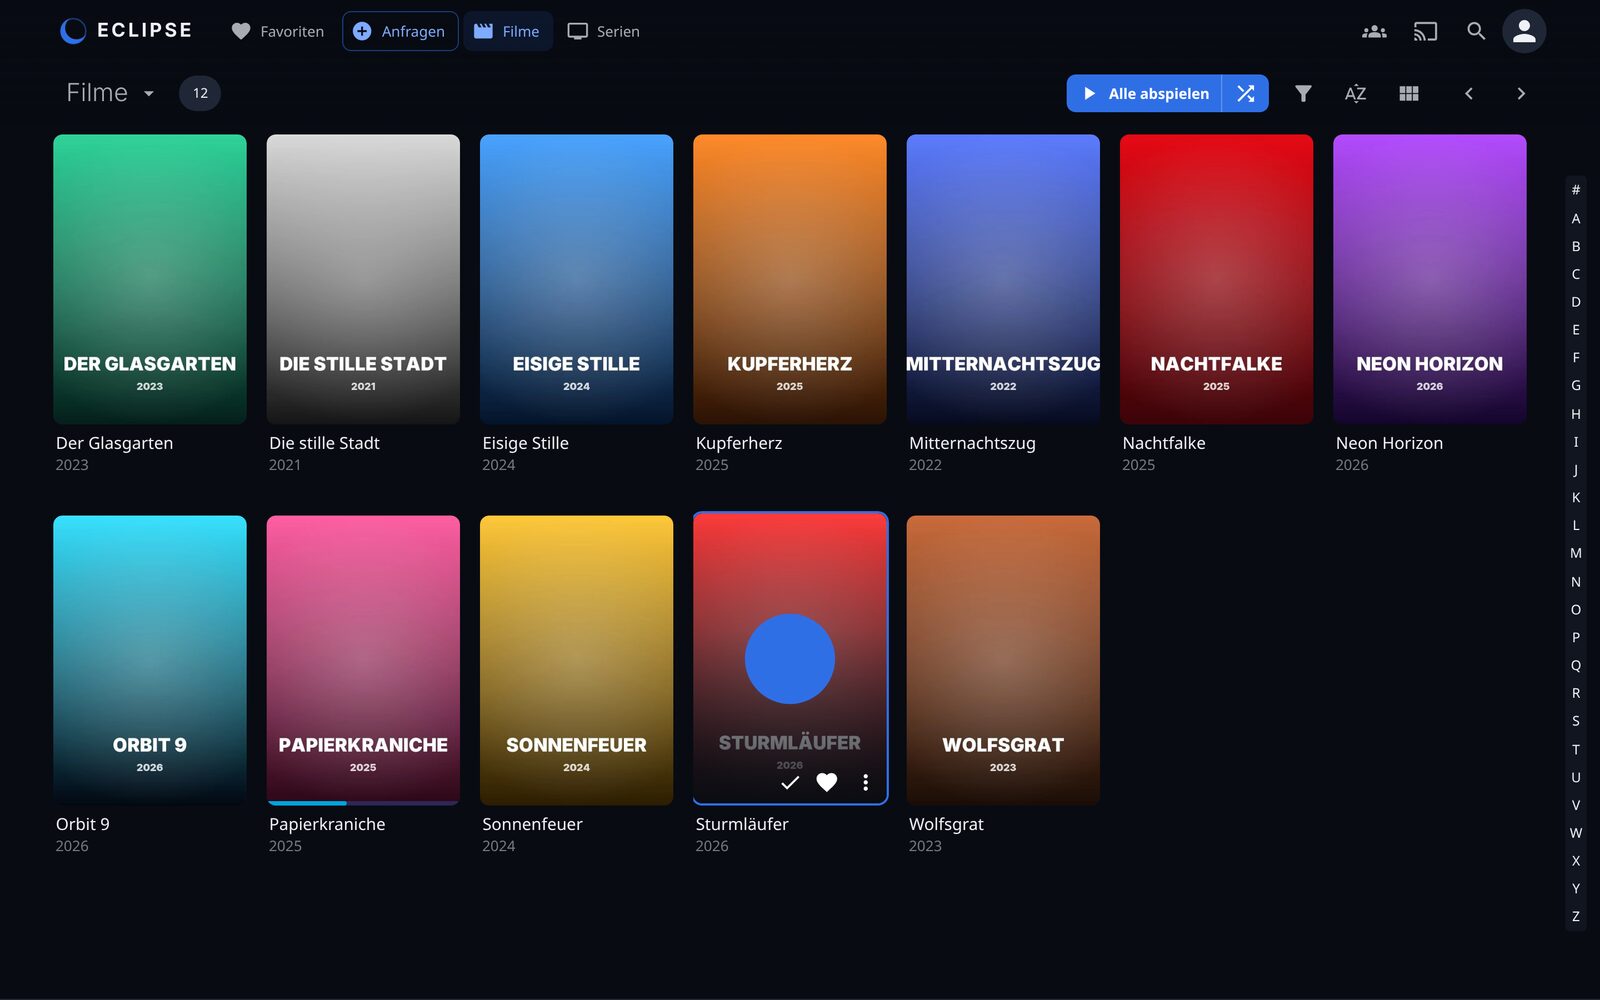 ECLIPSE
Favoriten
Anfragen
Filme
Serien
Filme
12
Alle abspielen
AZ
DER GLASGARTEN
2023
Der Glasgarten
2023
DIE STILLE STADT
2021
Die stille Stadt
2021
EISIGE STILLE
2024
Eisige Stille
2024
KUPFERHERZ
2025
Kupferherz
2025
MITTERNACHTSZUG
2022
Mitternachtszug
2022
NACHTFALKE
2025
Nachtfalke
2025
NEON HORIZON
2026
Neon Horizon
2026
ORBIT 9
2026
Orbit 9
2026
PAPIERKRANICHE
2025
Papierkraniche
2025
SONNENFEUER
2024
Sonnenfeuer
2024
STURMLÄUFER
2026
Sturmläufer
2026
WOLFSGRAT
2023
Wolfsgrat
2023
#
A
B
C
D
E
F
G
H
I
J
K
L
M
N
O
P
Q
R
S
T
U
V
W
X
Y
Z